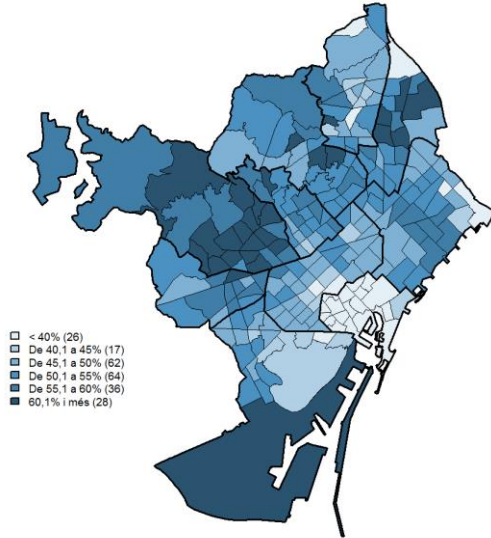 < 40% (26)
De 40,1 a 45% (17)
De 45,1 a 50% (62)
De 50,1 a 55% (64)
De 55,1 a 60% (36)
60,1% i més (28)